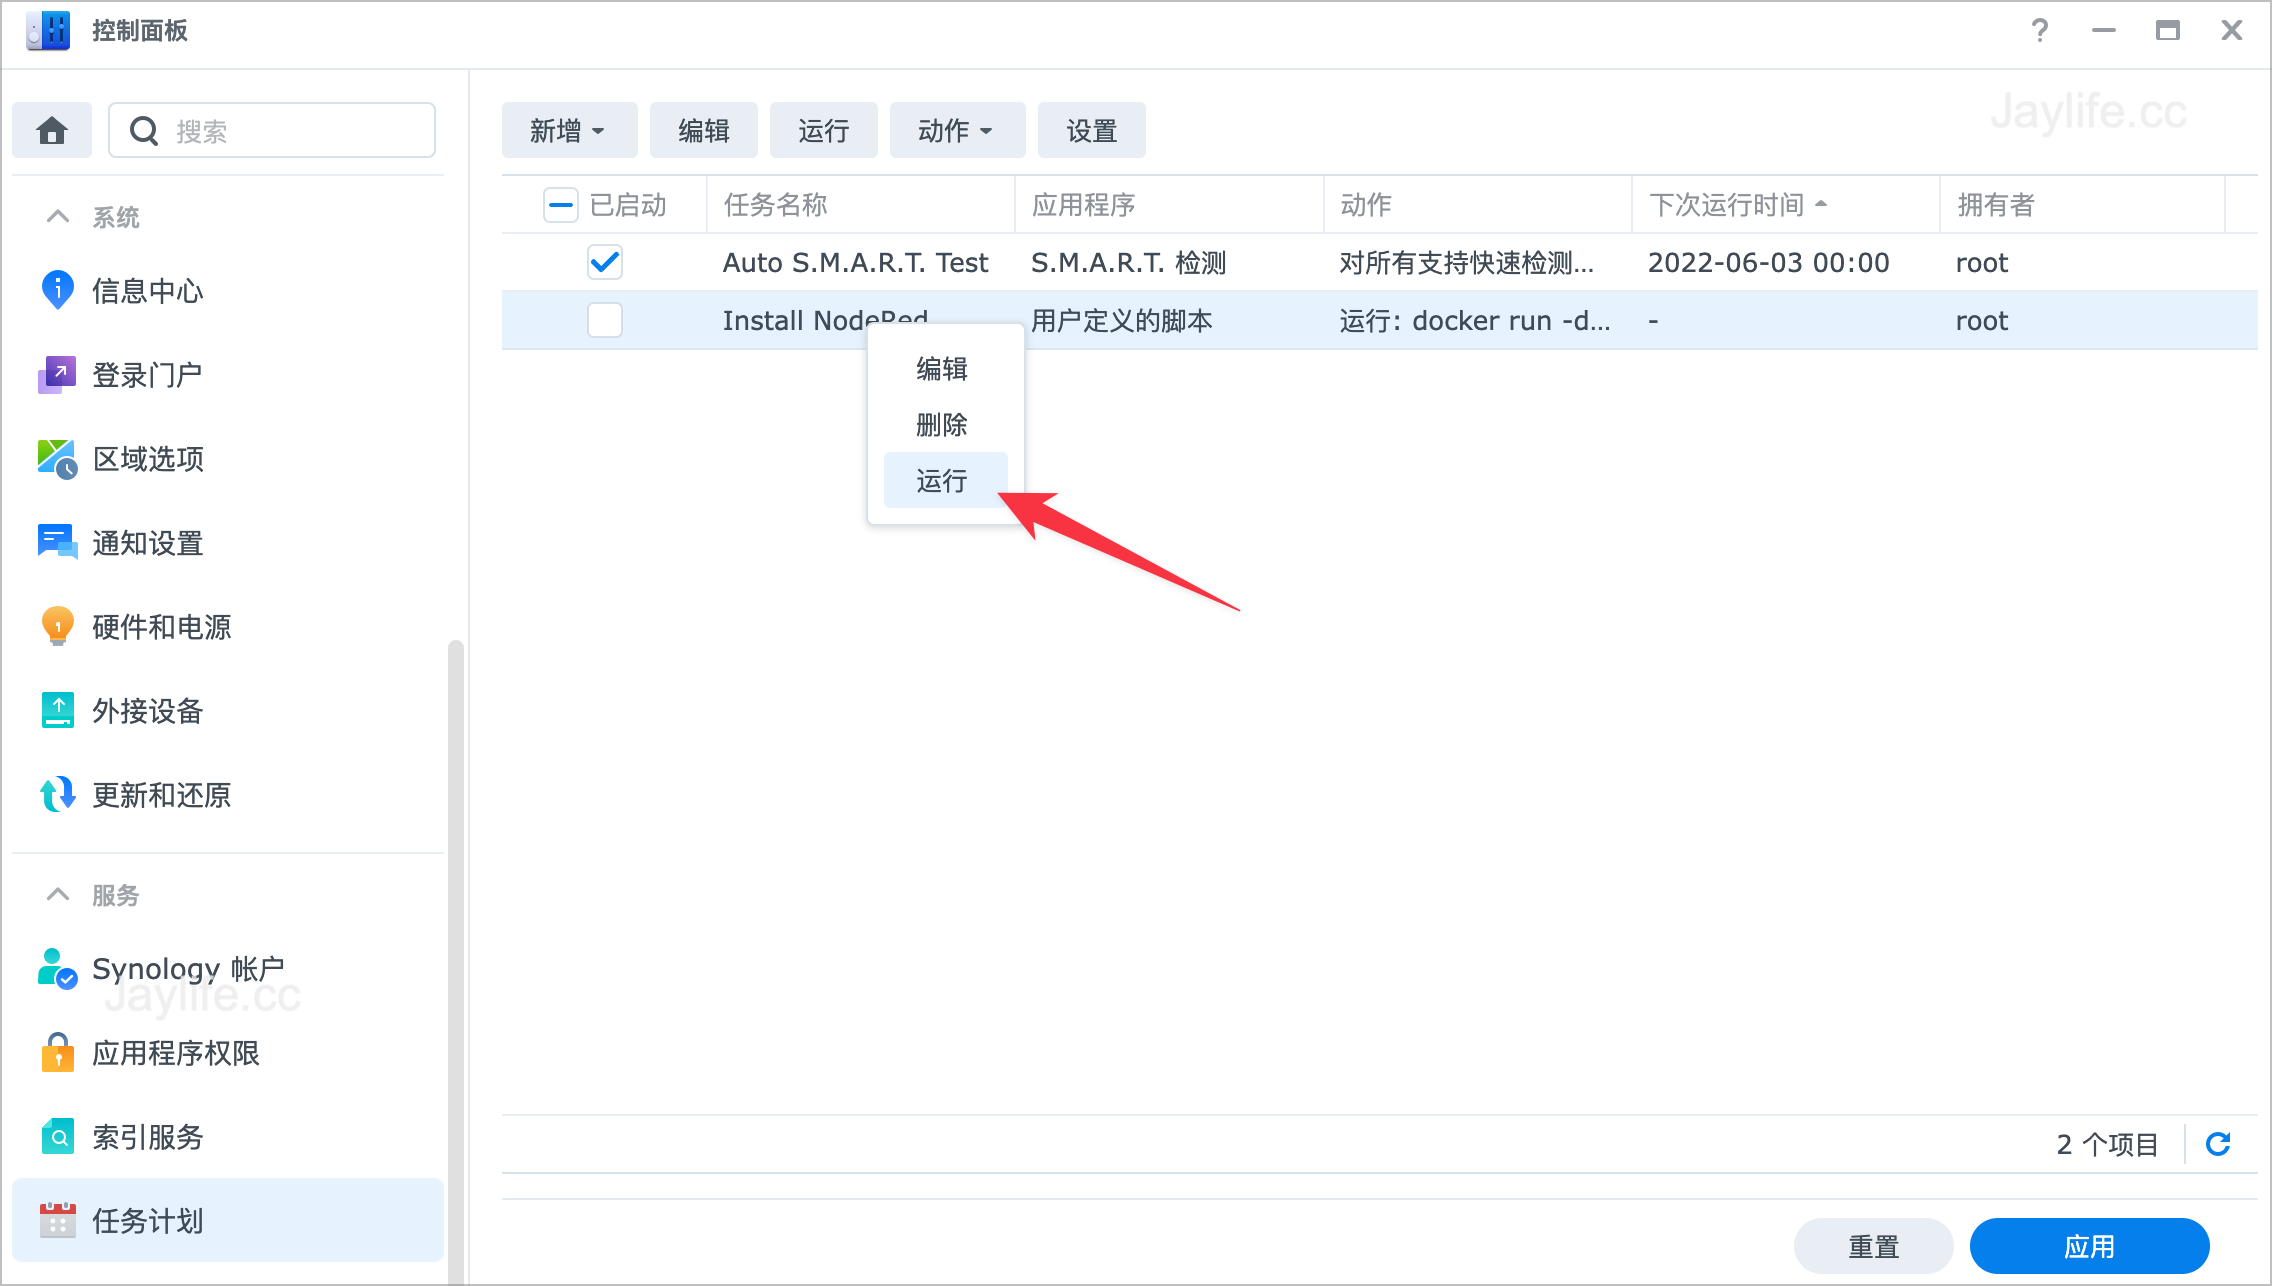 控制面板
搜索
新增 编辑 运行 动作 设置
Jaylife.cc
已启动 任务名称 应用程序 动作 下次运行时间 拥有者
Auto S.M.A.R.T. Test S.M.A.R.T. 检测 对所有支持快速检测... 2022-06-03 00:00 root
Install NodeRed 用户定义的脚本 运行: docker run -d... - root
编辑
删除
运行
系统
信息中心
登录门户
区域选项
通知设置
硬件和电源
外接设备
更新和还原
服务
Synology 帐户
Jaylife.cc
应用程序权限
索引服务
任务计划
2 个项目
重置 应用